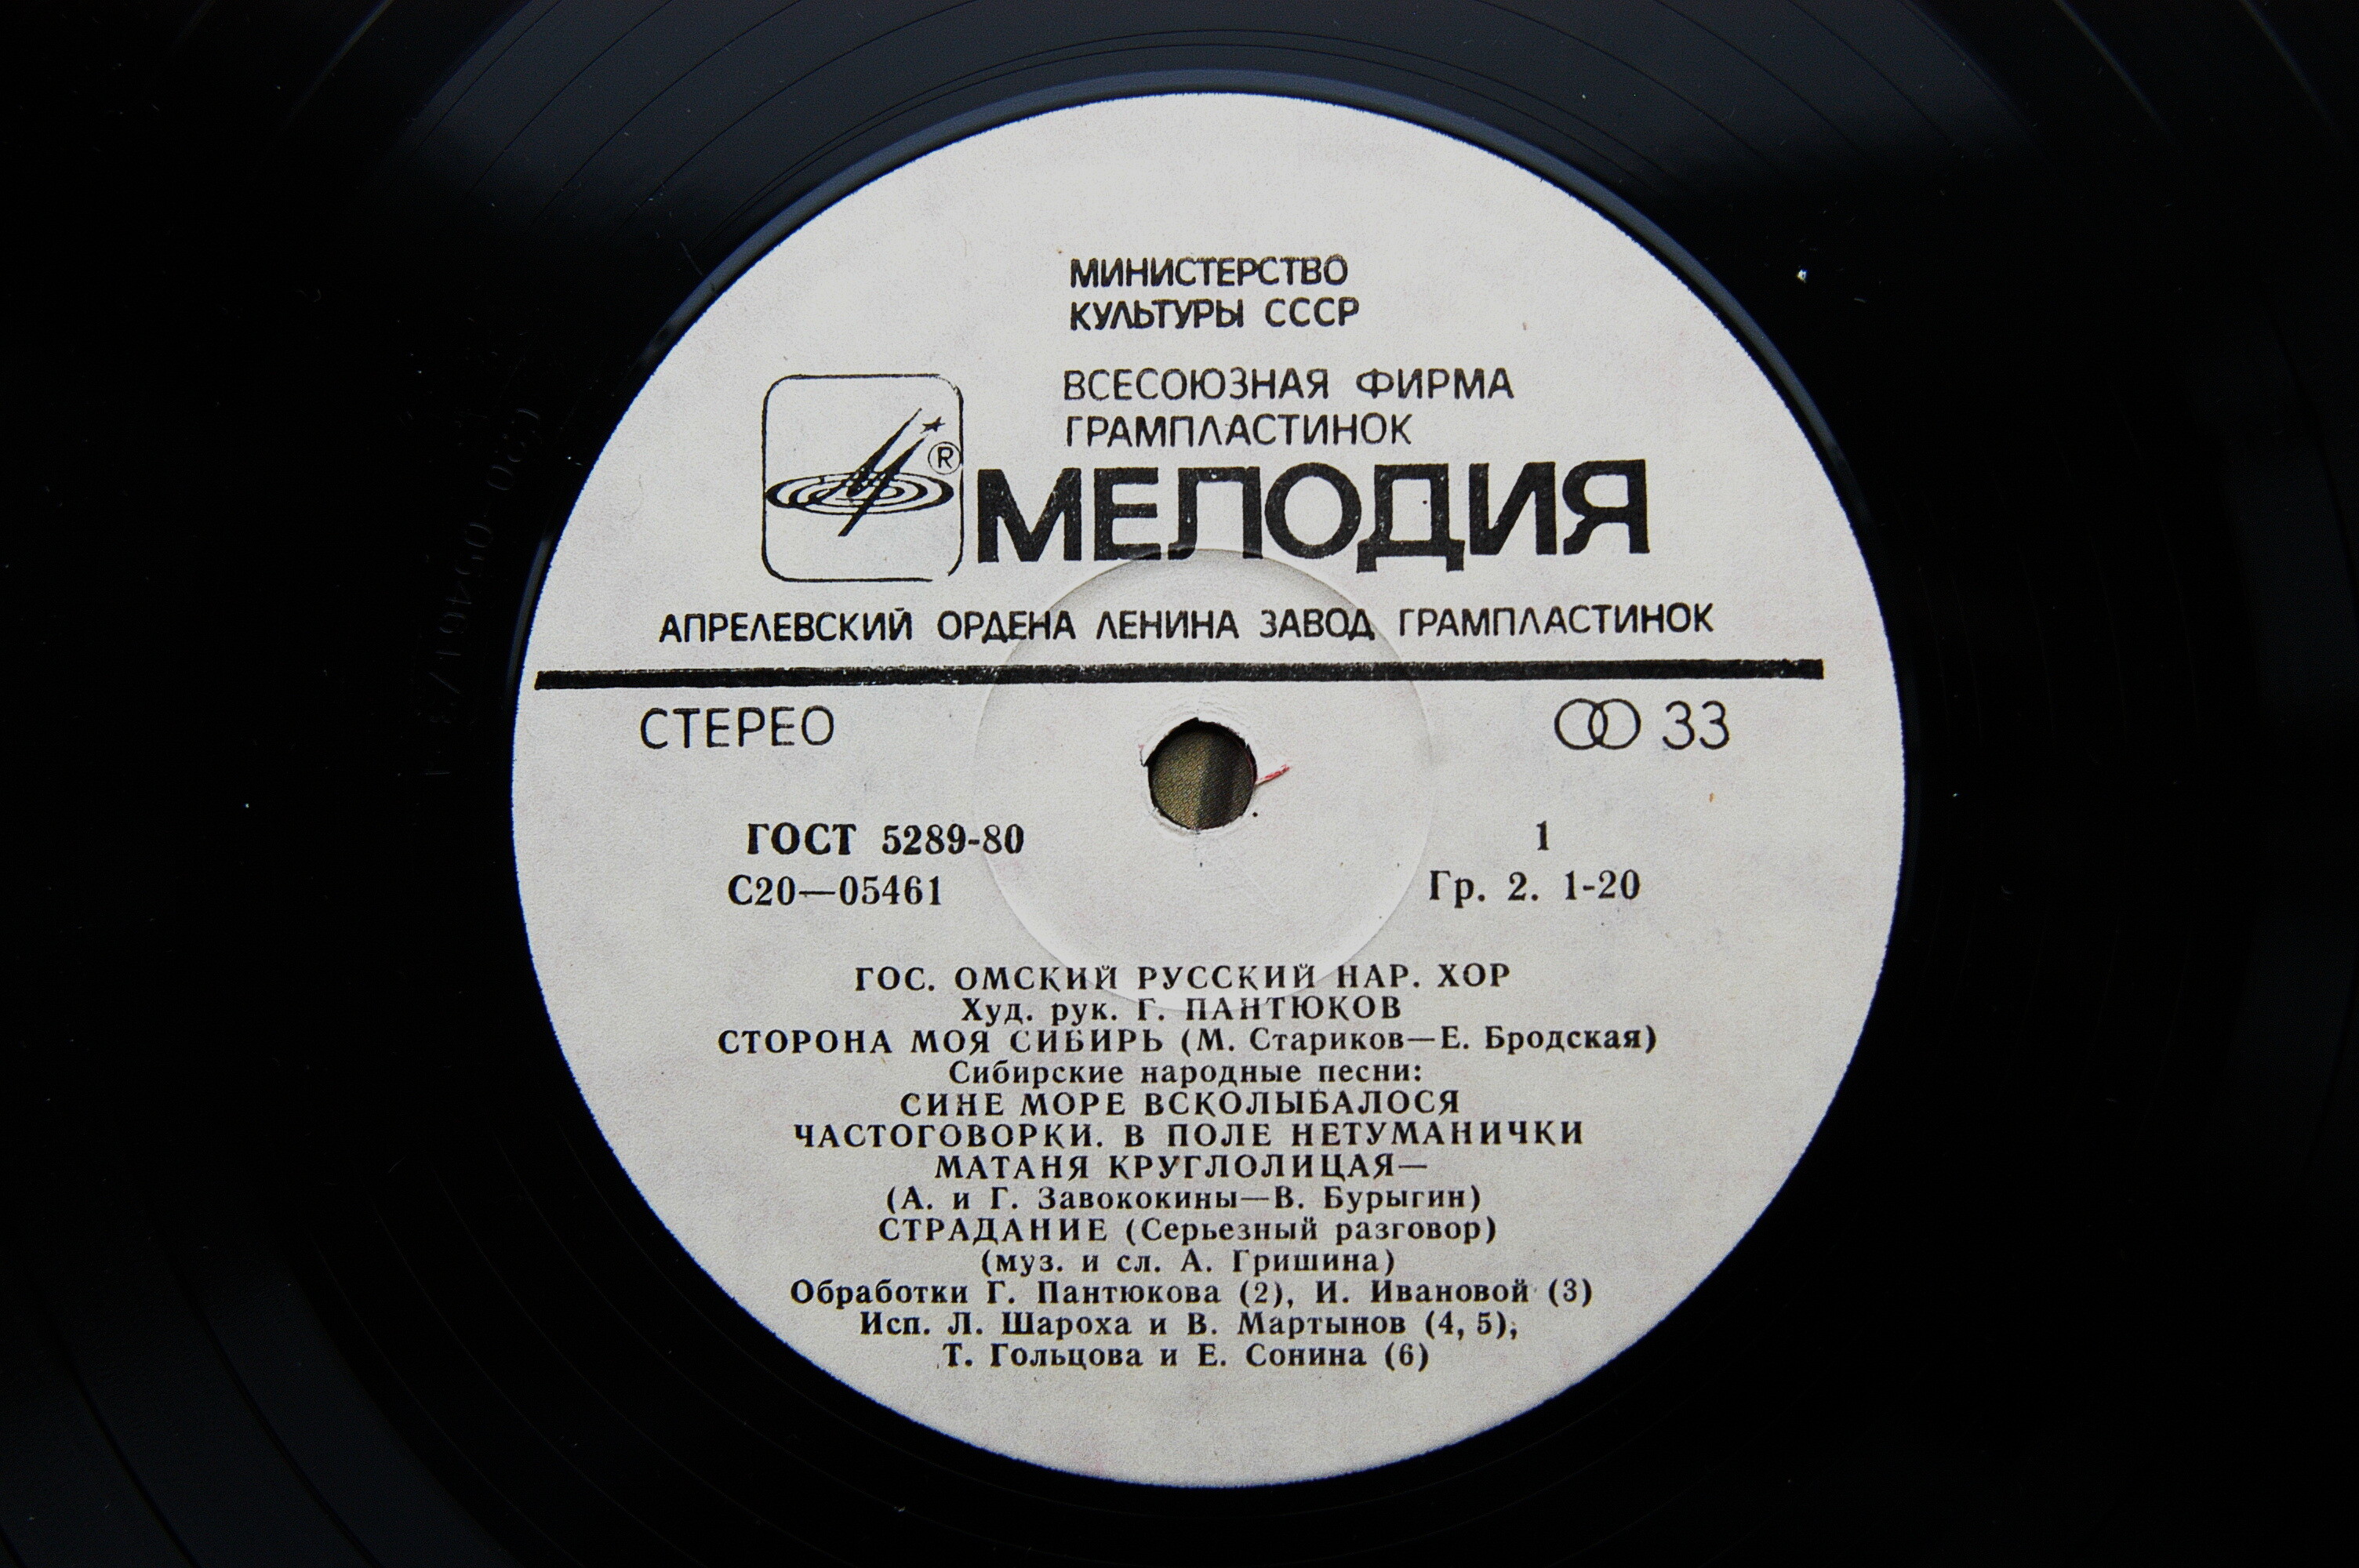 МИНИСТЕРСТВО
КУЛЬТУРЫ СССР
ВСЕСОЮЗНАЯ ФИРМА
ГРАМПЛАСТИНОК
®
МЕЛОДИЯ
АПРЕЛЕВСКИЙ ОРДЕНА ЛЕНИНА ЗАВОД ГРАМПЛАСТИНОК
СТЕРЕО 33
ГОСТ 5289-80 1
С20—05461 Гр. 2. 1-20
ГОС. ОМСКИЙ РУССКИЙ НАР. ХОР
Худ. рук. Г. ПАНТЮКОВ
СТОРОНА МОЯ СИБИРЬ (М. Стариков—Е. Бродская)
Сибирские народные песни:
СИНЕ МОРЕ ВСКОЛЫБАЛОСЯ
ЧАСТОГОВОРКИ. В ПОЛЕ НЕТУМАНИЧКИ
МАТАНЯ КРУГЛОЛИЦАЯ—
(А. и Г. Завококины—В. Бурыгин)
СТРАДАНИЕ (Серьезный разговор)
(муз. и сл. А. Гришина)
Обработки Г. Пантюкова (2), И. Ивановой (3)
Исп. Л. Шароха и В. Мартынов (4, 5),
Т. Гольцова и Е. Сонина (6)